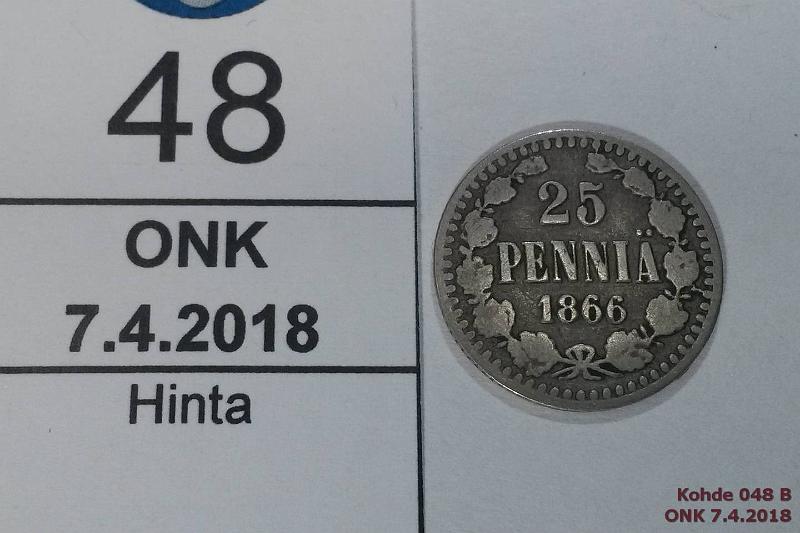 48
ONK
7.4.2018
Hinta
25
PENNIÄ
1866
Kohde 048 B
ONK 7.4.2018